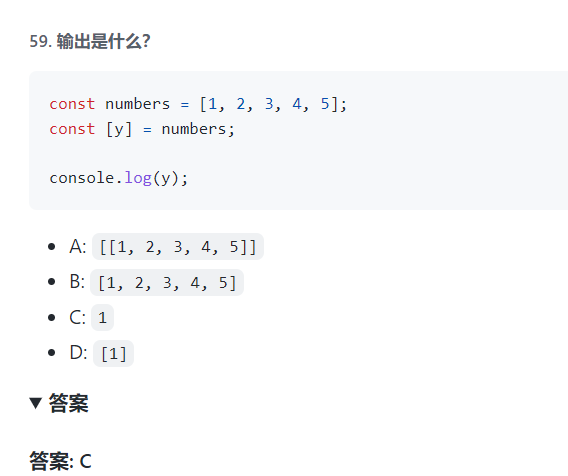 59. 输出是什么?
const numbers = [1, 2, 3, 4, 5];
const [y] = numbers;
console.log(y);
A: [[1, 2, 3, 4, 5]]
B: [1, 2, 3, 4, 5]
C: 1
D: [1]
▼ 答案
答案: C